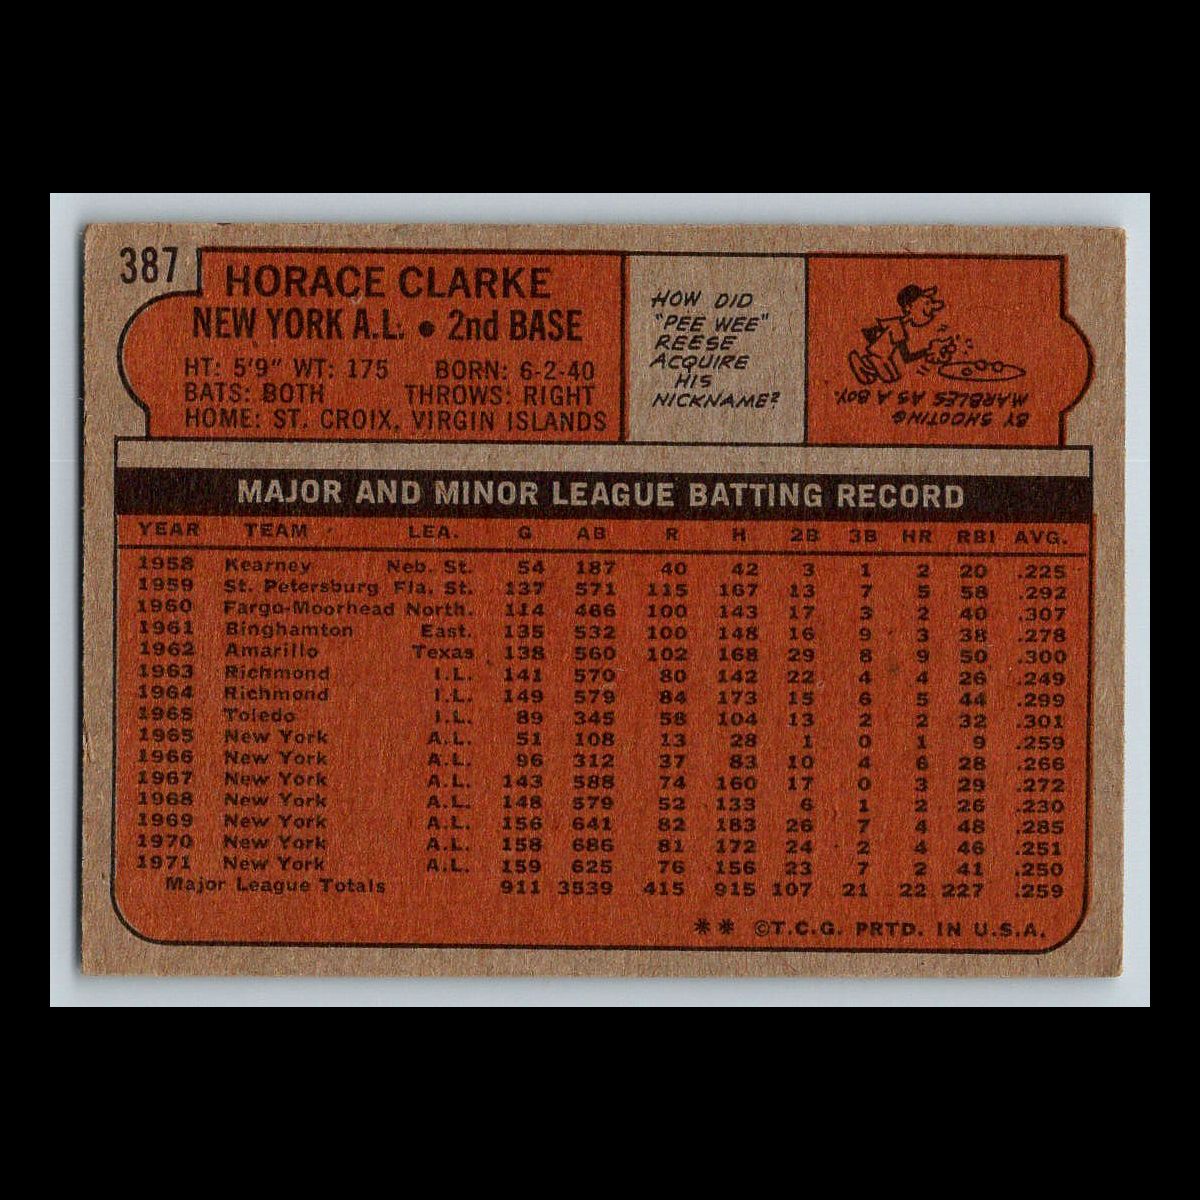 387
HORACE CLARKE
NEW YORK A.L. • 2nd BASE
HT: 5'9" WT: 175 BORN: 6-2-40
BATS: BOTH THROWS: RIGHT
HOME: ST. CROIX, VIRGIN ISLANDS
HOW DID
"PEE WEE"
REESE
ACQUIRE
HIS
NICKNAME?
BY SHOOTING
MARBLES AS A BOY.
MAJOR AND MINOR LEAGUE BATTING RECORD
YEAR TEAM LEA. G AB R H 2B 3B HR RBI AVG.
1958 Kearney Neb. St. 54 187 40 42 3 1 2 20 .225
1959 St. Petersburg Fla. St. 137 571 115 167 13 7 5 58 .292
1960 Fargo-Moorhead North. 114 466 100 143 17 3 2 40 .307
1961 Binghamton East. 135 532 100 148 16 9 3 38 .278
1962 Amarillo Texas 138 560 102 168 29 8 9 50 .300
1963 Richmond I.L. 141 570 80 142 22 4 4 26 .249
1964 Richmond I.L. 149 579 84 173 15 6 5 44 .299
1965 Toledo I.L. 89 345 58 104 13 2 2 32 .301
1965 New York A.L. 51 108 13 28 1 0 1 9 .259
1966 New York A.L. 96 312 37 83 10 4 6 28 .266
1967 New York A.L. 143 588 74 160 17 0 3 29 .272
1968 New York A.L. 148 579 52 133 6 1 2 26 .230
1969 New York A.L. 156 641 82 183 26 7 4 48 .285
1970 New York A.L. 158 686 81 172 24 2 4 46 .251
1971 New York A.L. 159 625 76 156 23 7 2 41 .250
Major League Totals 911 3539 415 915 107 21 22 227 .259
** ©T.C.G. PRTD. IN U.S.A.